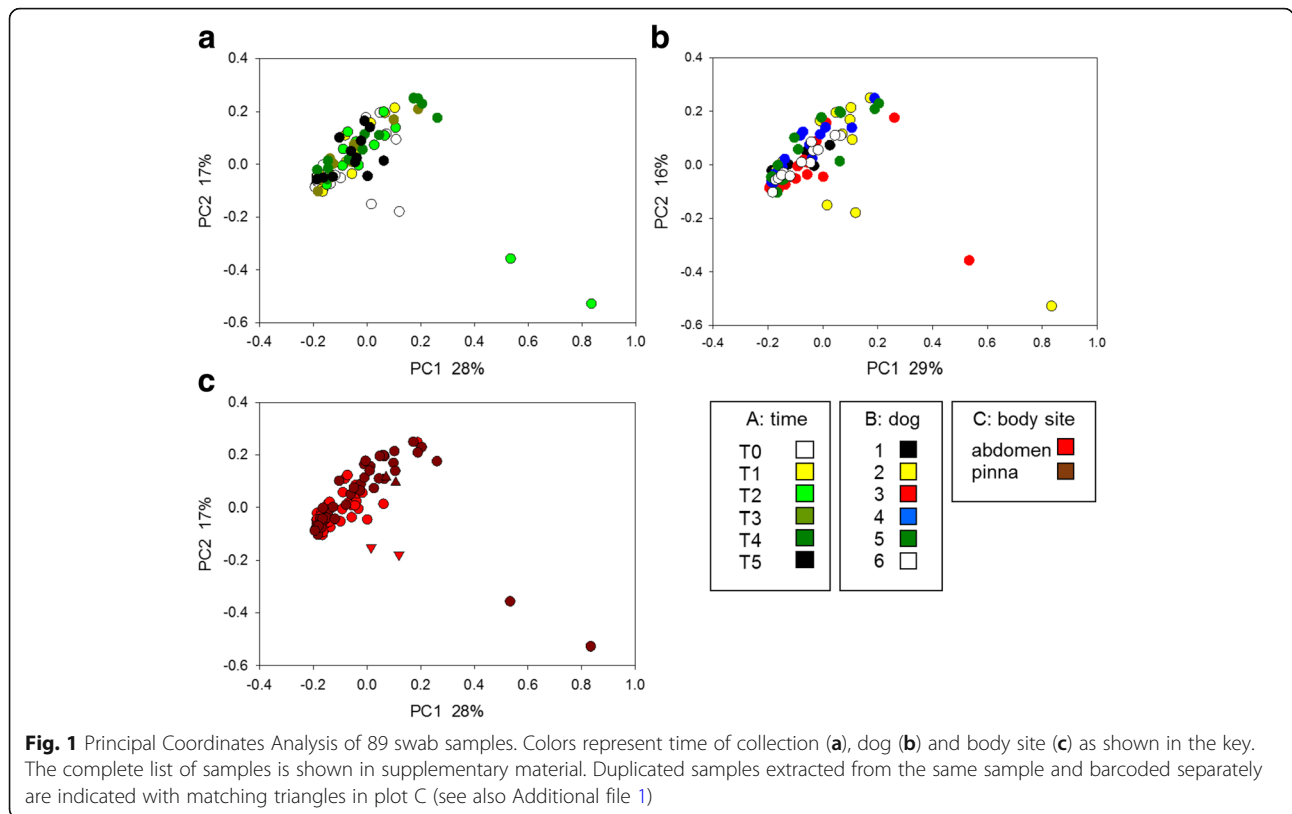 a
0.4
0.2
0.0
-0.2
-0.4
-0.6
PC2 17%
-0.4 -0.2 0.0 0.2 0.4 0.6 0.8 1.0
PC1 28%
b
0.4
0.2
0.0
-0.2
-0.4
-0.6
PC2 16%
-0.4 -0.2 0.0 0.2 0.4 0.6 0.8 1.0
PC1 29%
c
0.4
0.2
0.0
-0.2
-0.4
-0.6
PC2 17%
-0.4 -0.2 0.0 0.2 0.4 0.6 0.8 1.0
PC1 28%
A: time
T0
T1
T2
T3
T4
T5
B: dog
1
2
3
4
5
6
C: body site
abdomen
pinna
Fig. 1 Principal Coordinates Analysis of 89 swab samples. Colors represent time of collection (a), dog (b) and body site (c) as shown in the key.
The complete list of samples is shown in supplementary material. Duplicated samples extracted from the same sample and barcoded separately
are indicated with matching triangles in plot C (see also Additional file 1)